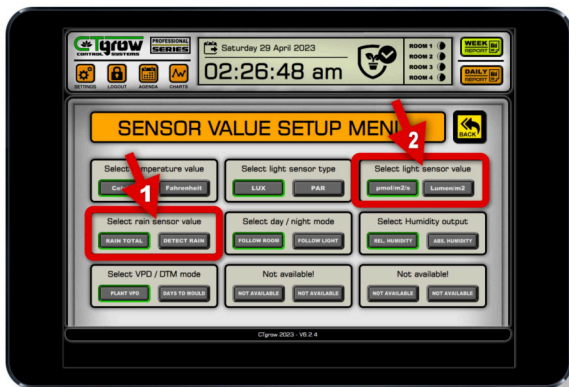 CTgrow
CONTROL SYSTEMS
PROFESSIONAL
SERIES
SETTINGS
LOGOUT
AGENDA
CHARTS
Saturday 29 April 2023
02:26:48 am
ROOM 1
ROOM 2
ROOM 3
ROOM 4
WEEK
REPORT
DAILY
REPORT
SENSOR VALUE SETUP
BACK
2
Select light sensor type
LUX PAR
Select light sensor value
µmol/m2/s Lumen/m2
Fahrenheit
1
Select rain sensor value
RAIN TOTAL DETECT RAIN
Select day / night mode
FOLLOW ROOM FOLLOW LIGHT
Select Humidity output
REL. HUMIDITY ABS. HUMIDITY
Select VPD / DTM mode
PLANT VPD DAYS TO MOULD
Not available!
NOT AVAILABLE NOT AVAILABLE
Not available!
NOT AVAILABLE NOT AVAILABLE
CTgrow 2023 - V6.2.4